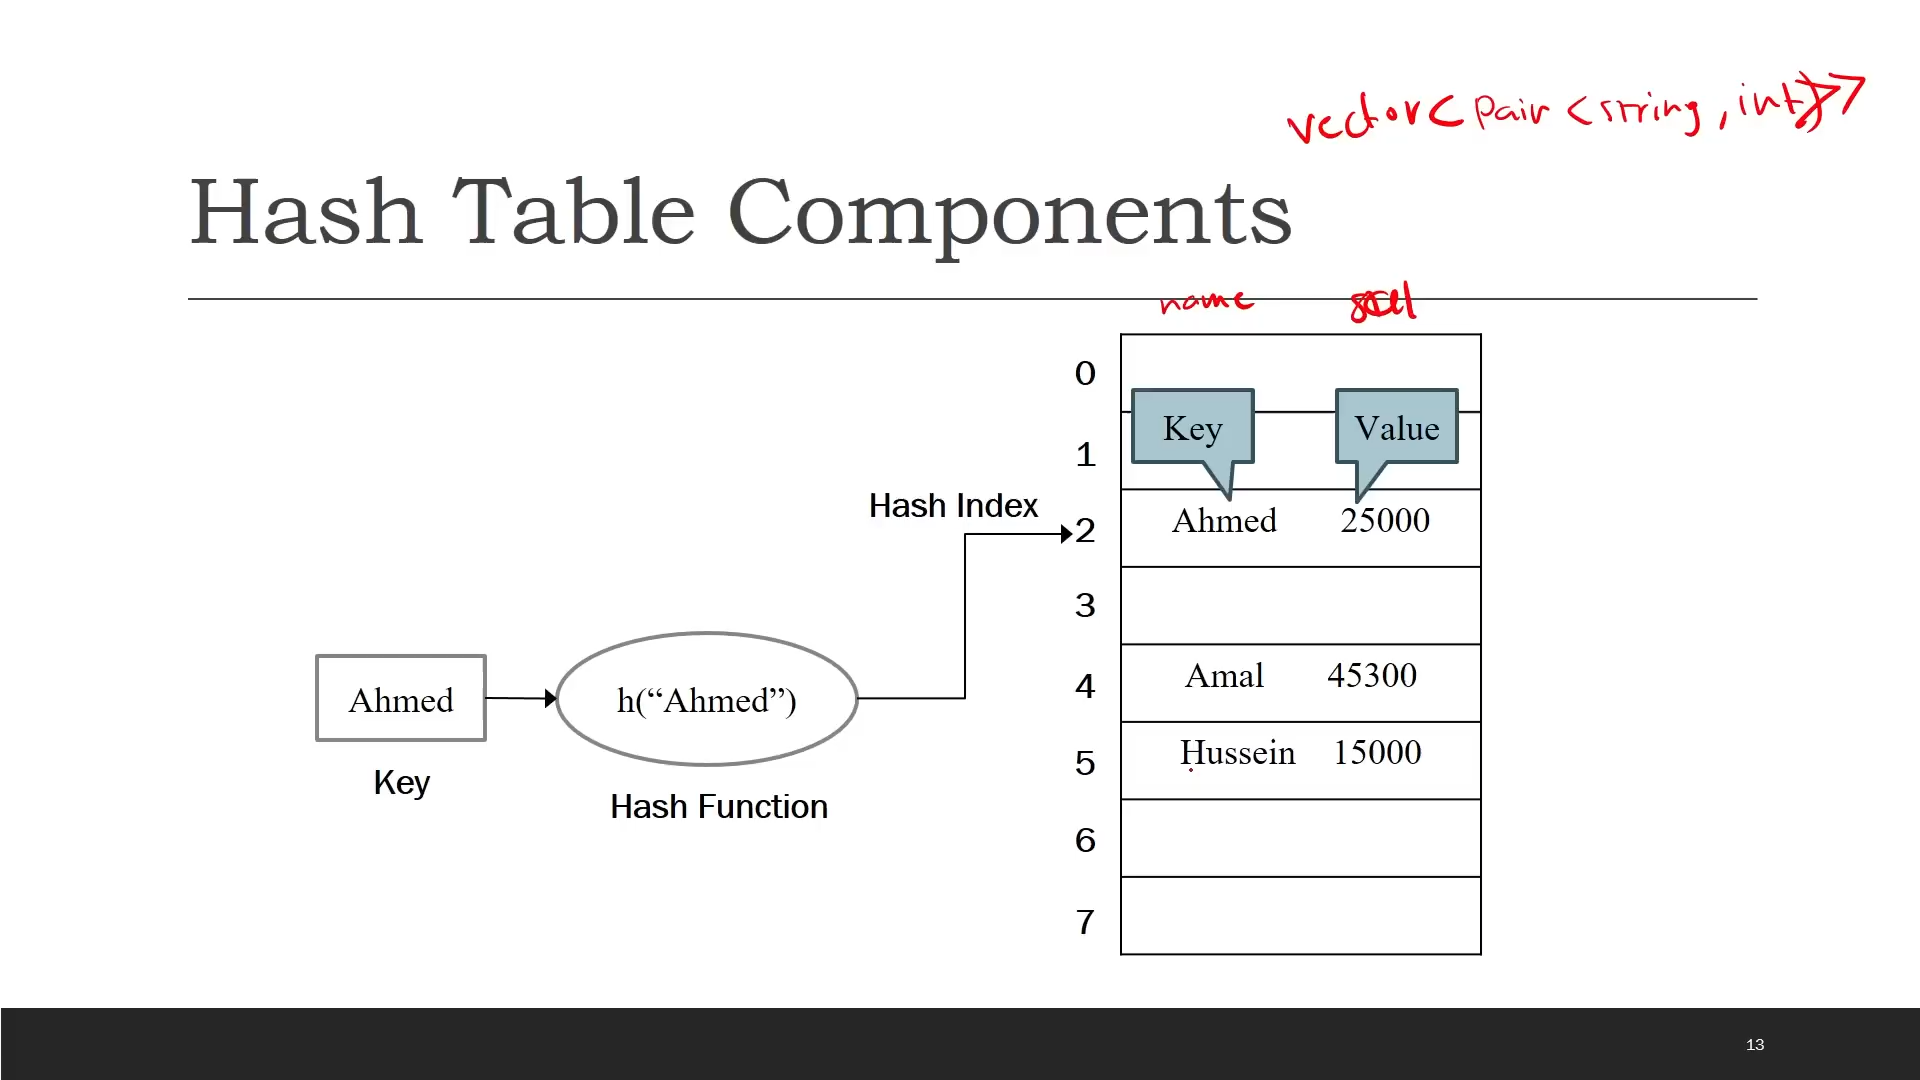 vector<pair<string,int>>
Hash Table Components
name
0
Key Value
1
Hash Index
2 Ahmed 25000
3
4 Amal 45300
Ahmed h(“Ahmed”)
5 Hussein 15000
Key
Hash Function
6
7
13